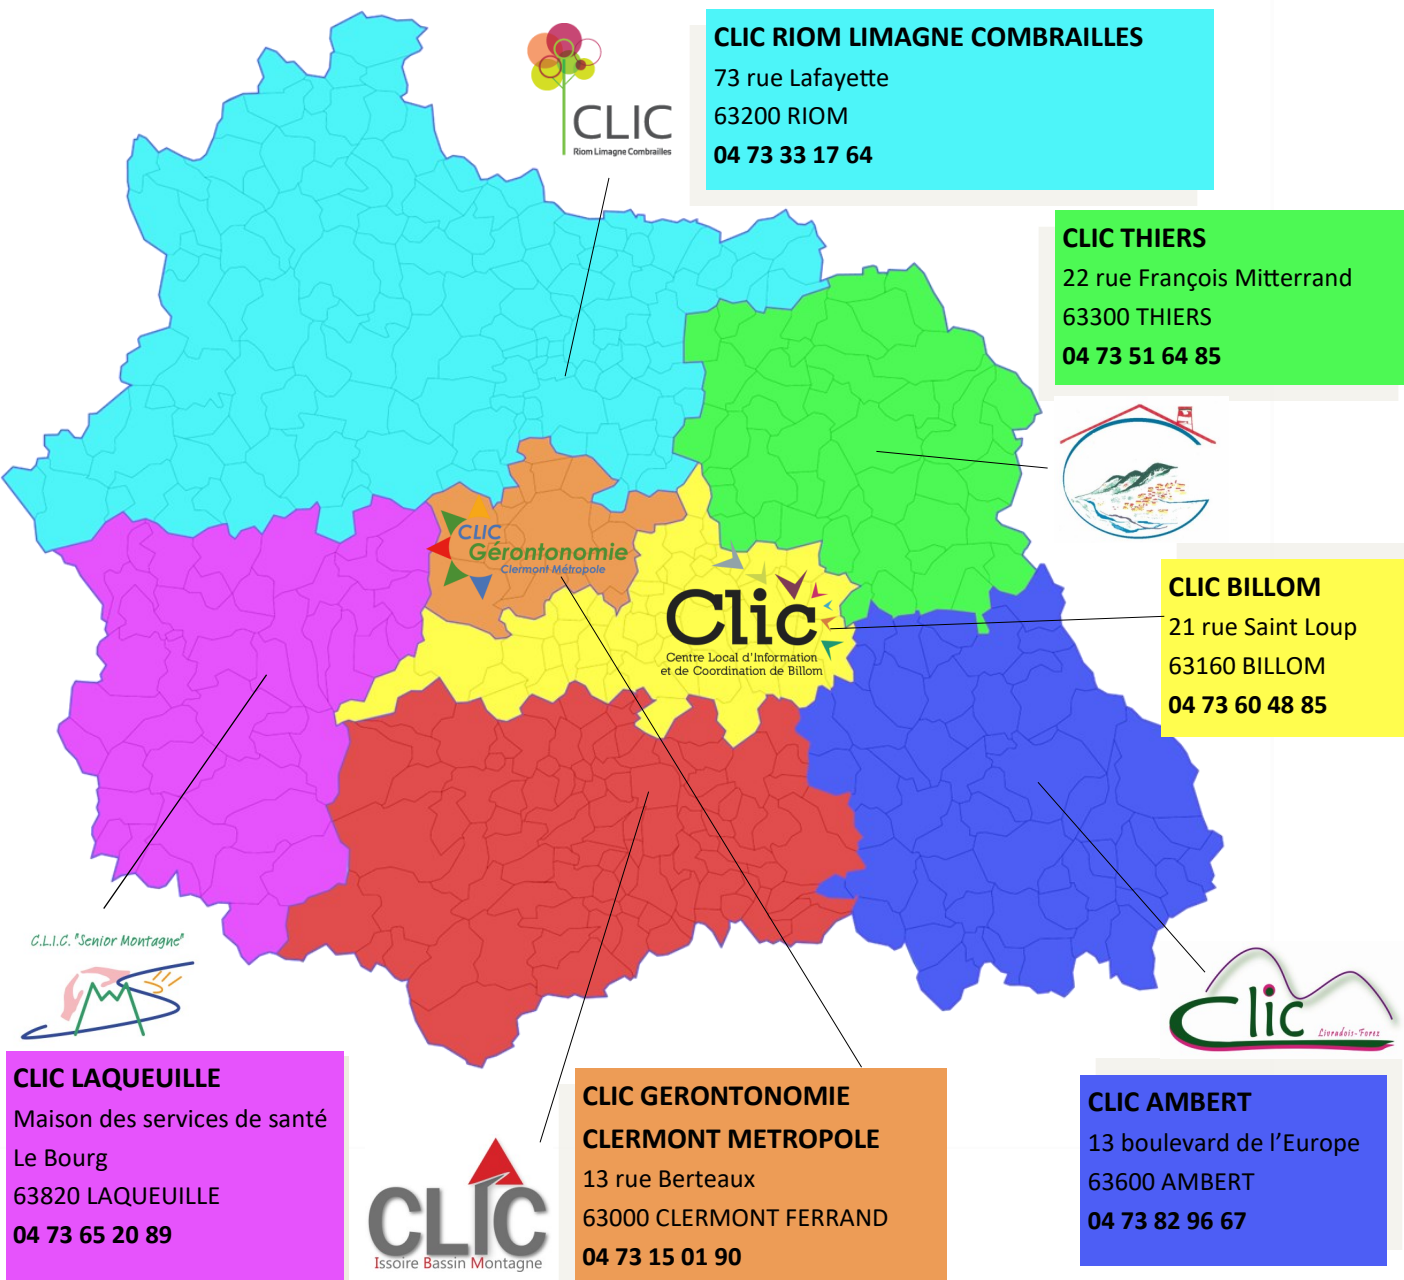 CLIC RIOM LIMAGNE COMBRAILLES
73 rue Lafayette
63200 RIOM
04 73 33 17 64
CLIC
Riom Limagne Combrailles
CLIC THIERS
22 rue François Mitterrand
63300 THIERS
04 73 51 64 85
CLIC
Gérontonomie
Clermont Métropole
Clic
Centre Local d'Information
et de Coordination de Billom
CLIC BILLOM
21 rue Saint Loup
63160 BILLOM
04 73 60 48 85
C.L.I.C. "Senior Montagne"
Clic
Livradois-Forez
CLIC LAQUEUILLE
Maison des services de santé
Le Bourg
63820 LAQUEUILLE
04 73 65 20 89
CLIC
Issoire Bassin Montagne
CLIC GERONTONOMIE
CLERMONT METROPOLE
13 rue Berteaux
63000 CLERMONT FERRAND
04 73 15 01 90
CLIC AMBERT
13 boulevard de l’Europe
63600 AMBERT
04 73 82 96 67